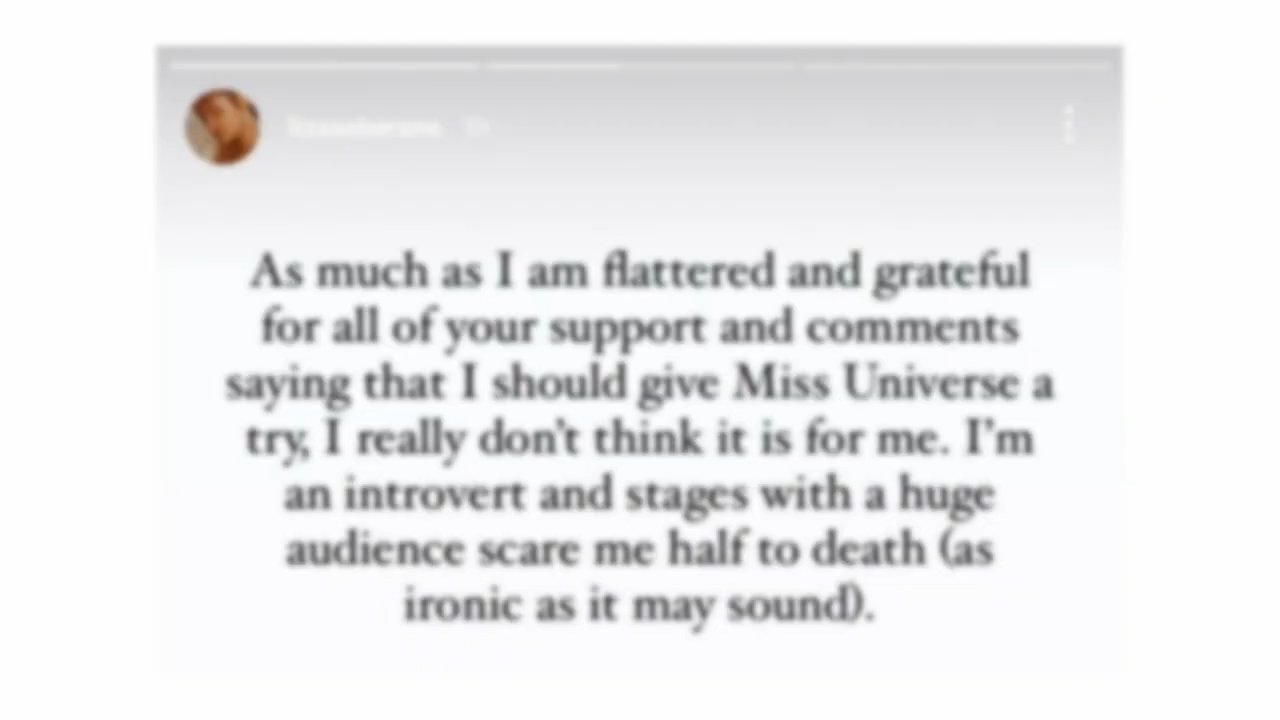 As much as I am flattered and grateful
for all of your support and comments
saying that I should give Miss Universe a
try, I really don't think it is for me. I'm
an introvert and stages with a huge
audience scare me half to death (as
ironic as it may sound).